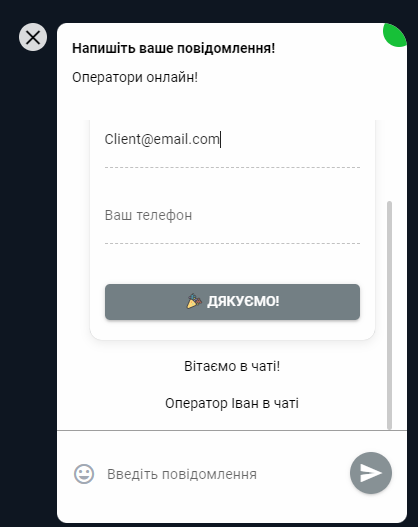 Напишіть ваше повідомлення!
Оператори онлайн!
Client@email.com
Ваш телефон
🎉 ДЯКУЄМО!
Вітаємо в чаті!
Оператор Іван в чаті
Введіть повідомлення